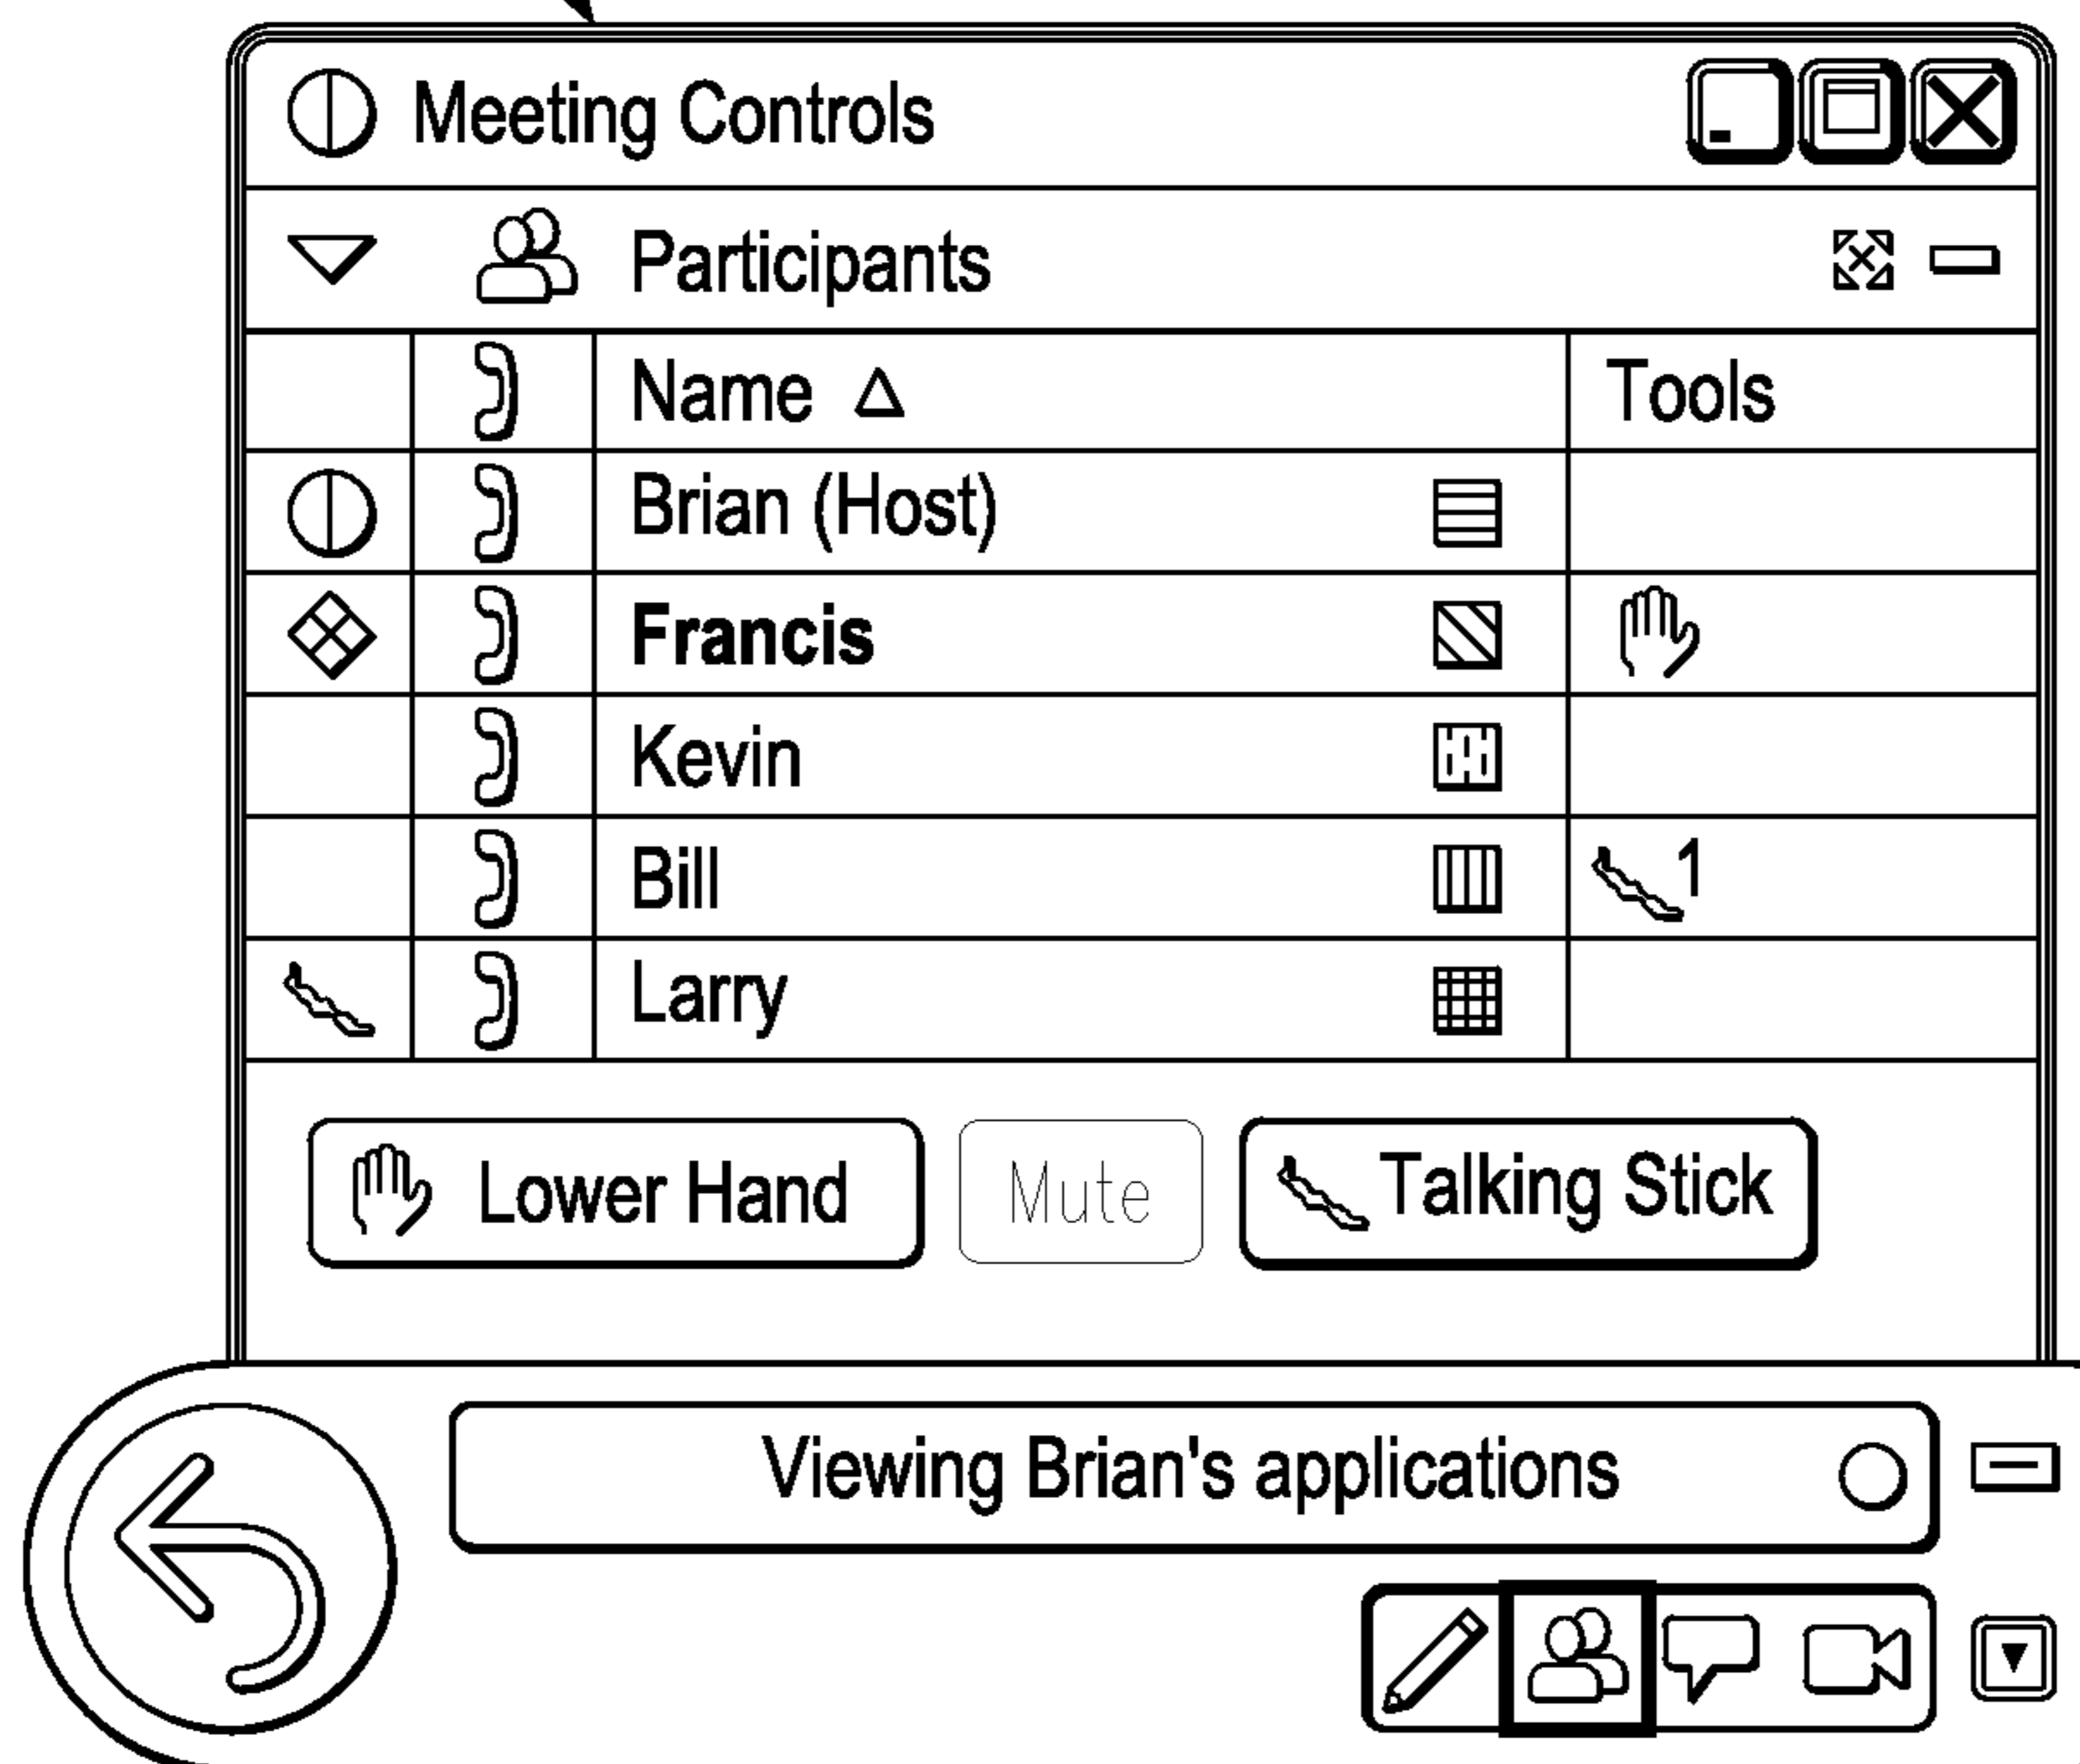 Meeting Controls
Participants
Name Tools
Brian (Host)
Francis
Kevin
Bill 1
Larry
Lower Hand Mute Talking Stick
Viewing Brian's applications